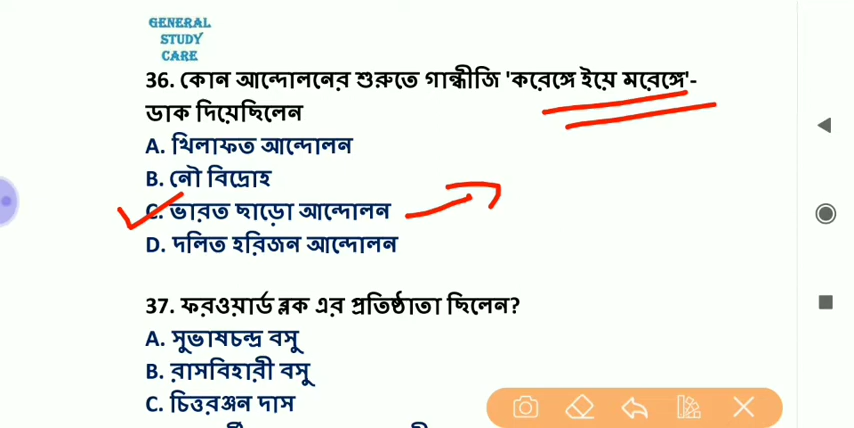 GENERAL
STUDY
CARE
36. কোন আন্দোলনের শুরুতে গান্ধীজি 'করেঙ্গে ইয়ে মরেঙ্গে'-
ডাক দিয়েছিলেন
A. খিলাফত আন্দোলন
B. নৌ বিদ্রোহ
C. ভারত ছাড়ো আন্দোলন
D. দলিত হরিজন আন্দোলন
37. ফরওয়ার্ড ব্লক এর প্রতিষ্ঠাতা ছিলেন?
A. সুভাষচন্দ্র বসু
B. রাসবিহারী বসু
C. চিত্তরঞ্জন দাস